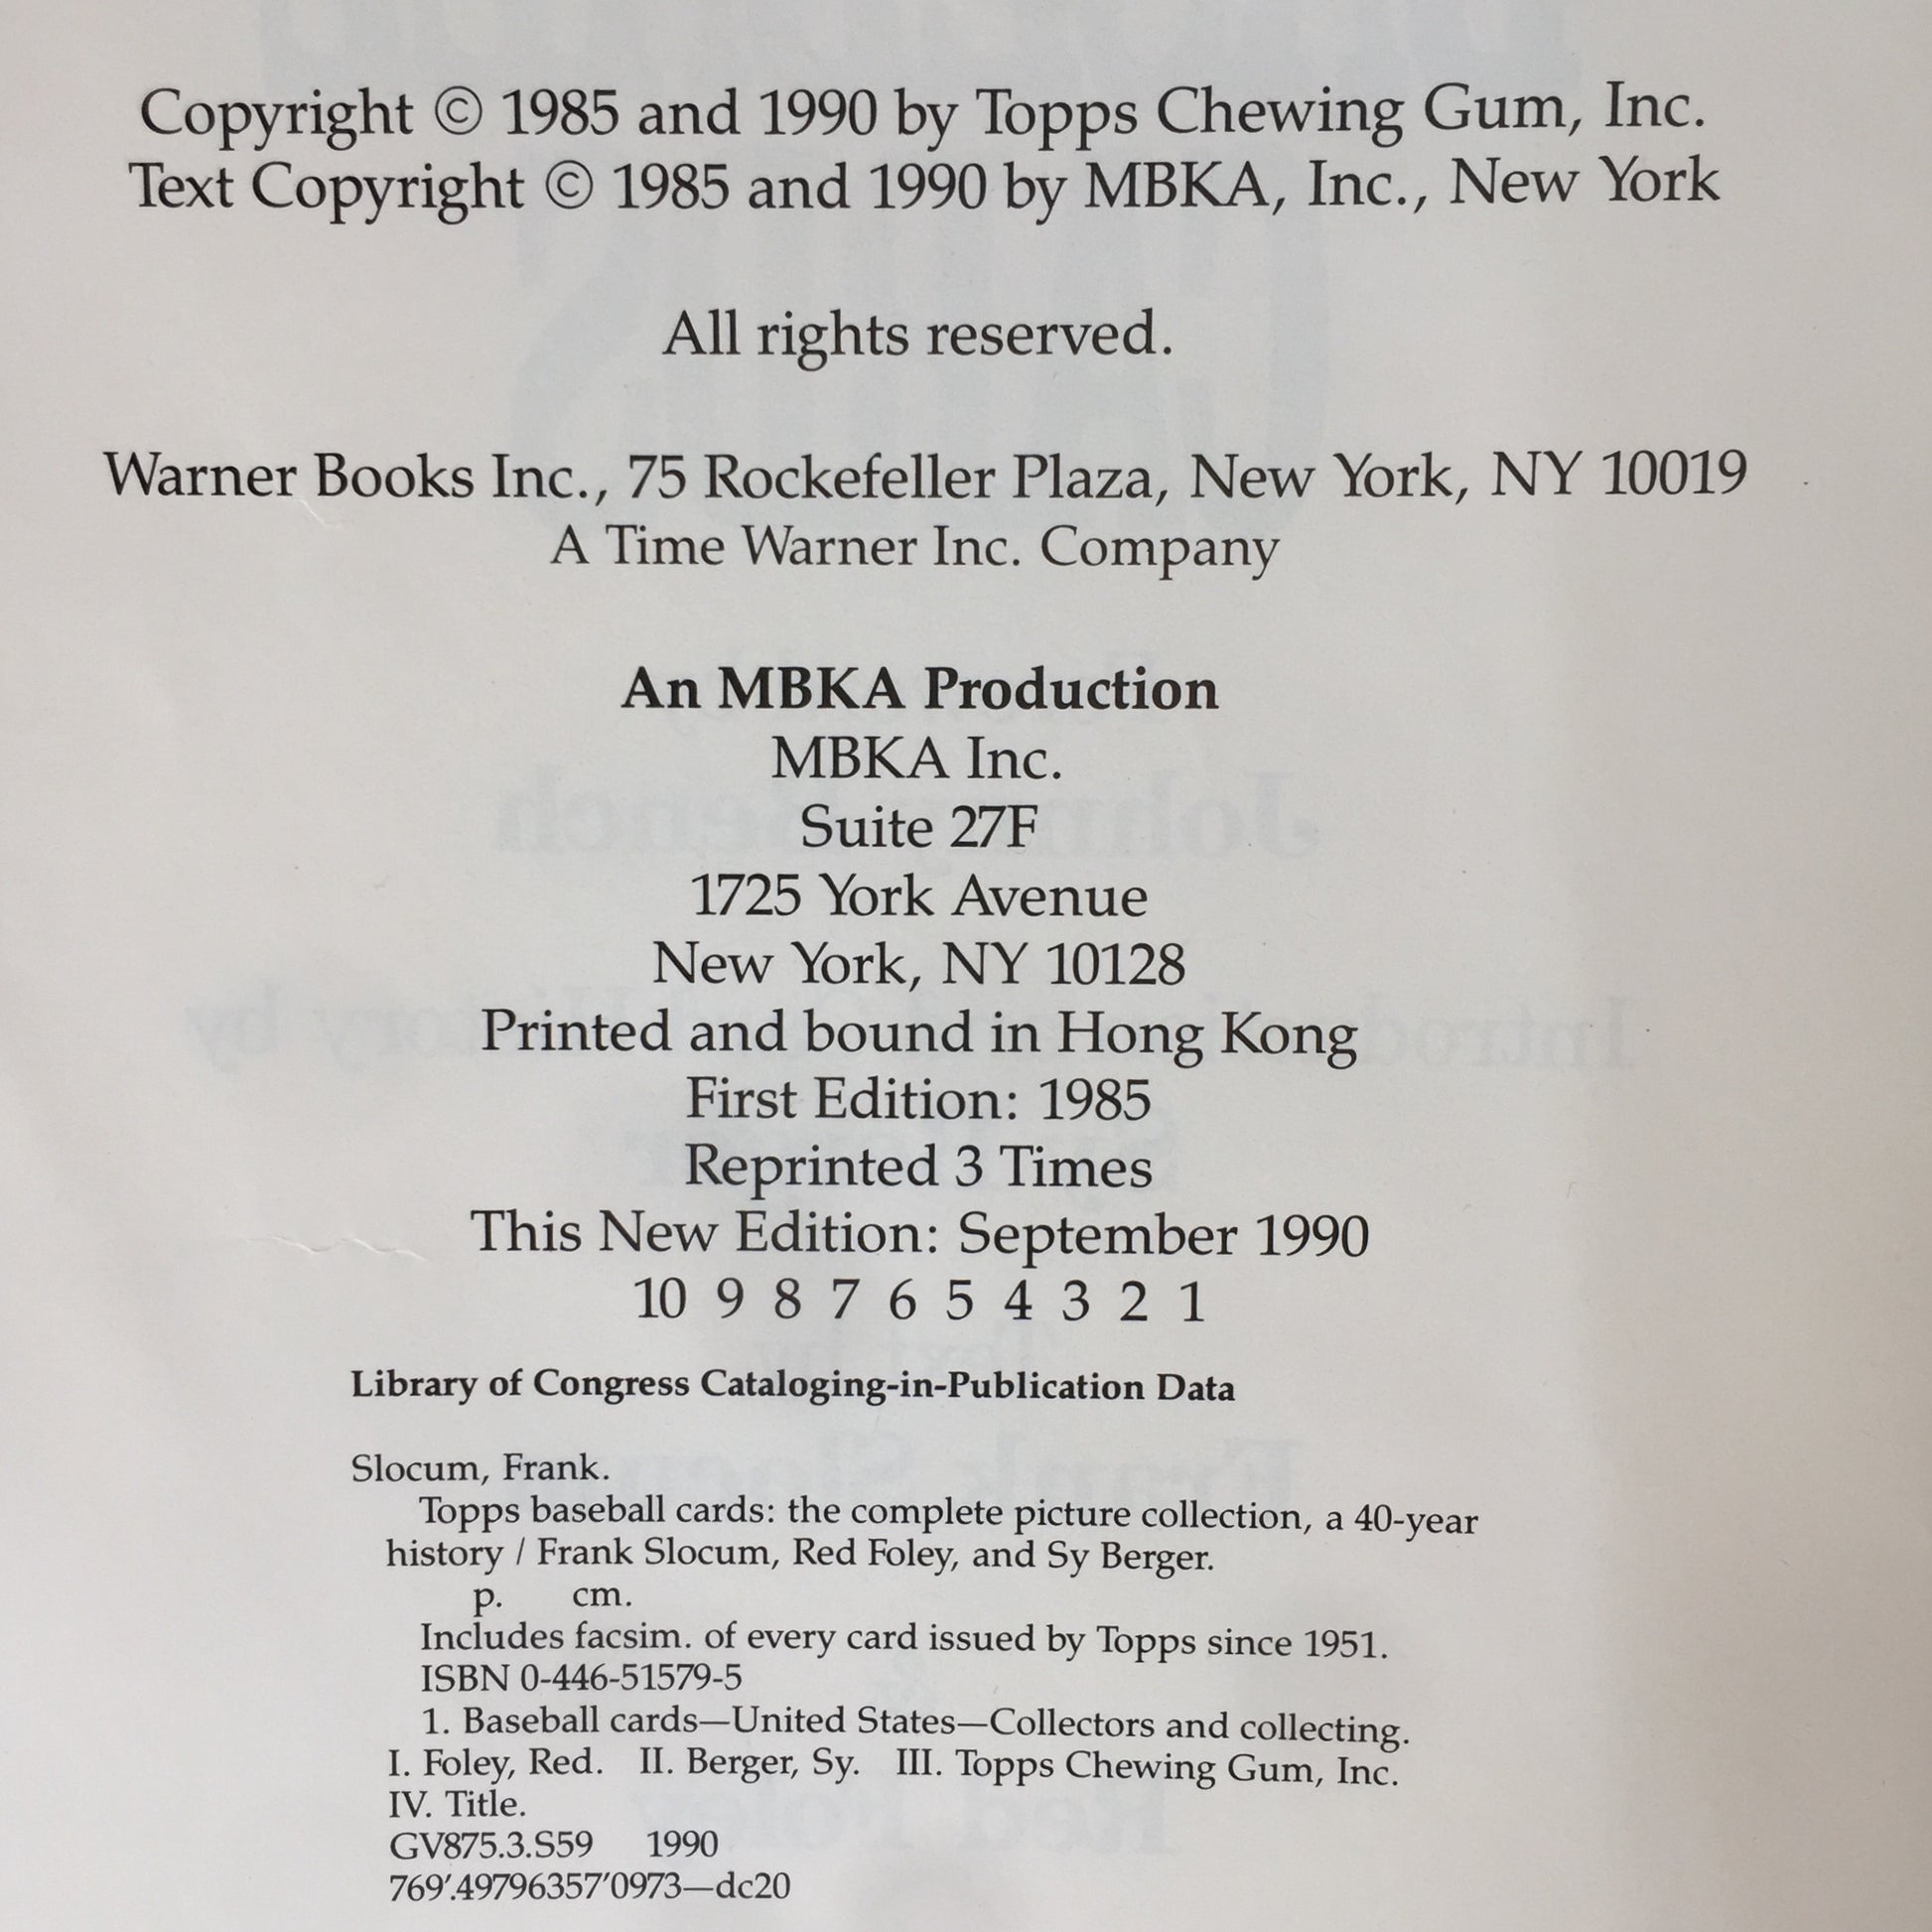 Copyright © 1985 and 1990 by Topps Chewing Gum, Inc.
Text Copyright © 1985 and 1990 by MBKA, Inc., New York
All rights reserved.
Warner Books Inc., 75 Rockefeller Plaza, New York, NY 10019
A Time Warner Inc. Company
An MBKA Production
MBKA Inc.
Suite 27F
1725 York Avenue
New York, NY 10128
Printed and bound in Hong Kong
First Edition: 1985
Reprinted 3 Times
This New Edition: September 1990
10 9 8 7 6 5 4 3 2 1
Library of Congress Cataloging-in-Publication Data
Slocum, Frank.
Topps baseball cards: the complete picture collection, a 40-year
history / Frank Slocum, Red Foley, and Sy Berger.
p. cm.
Includes facsim. of every card issued by Topps since 1951.
ISBN 0-446-51579-5
1. Baseball cards—United States—Collectors and collecting.
I. Foley, Red. II. Berger, Sy. III. Topps Chewing Gum, Inc.
IV. Title.
GV875.3.S59 1990
769′.49796357′0973—dc20